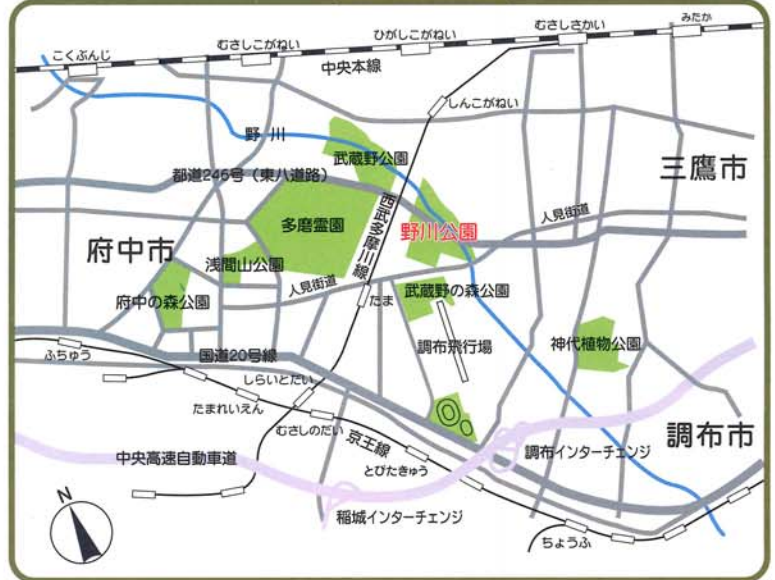 こくぶんじ
むさしこがねい
ひがしこがねい
むさしさかい
みたか
中央本線
しんこがねい
野川
武蔵野公園
三鷹市
都道246号(東八道路)
人見街道
多磨霊園
西武多摩川線
野川公園
府中市
浅間山公園
人見街道
武蔵野の森公園
府中の森公園
たま
調布飛行場
神代植物公園
ふちゅう
国道20号線
しらいとだい
たまれいえん
むさしのだい
京王線
調布市
中央高速自動車道
とびたきゅう
調布インターチェンジ
稲城インターチェンジ
N
ちょうふ